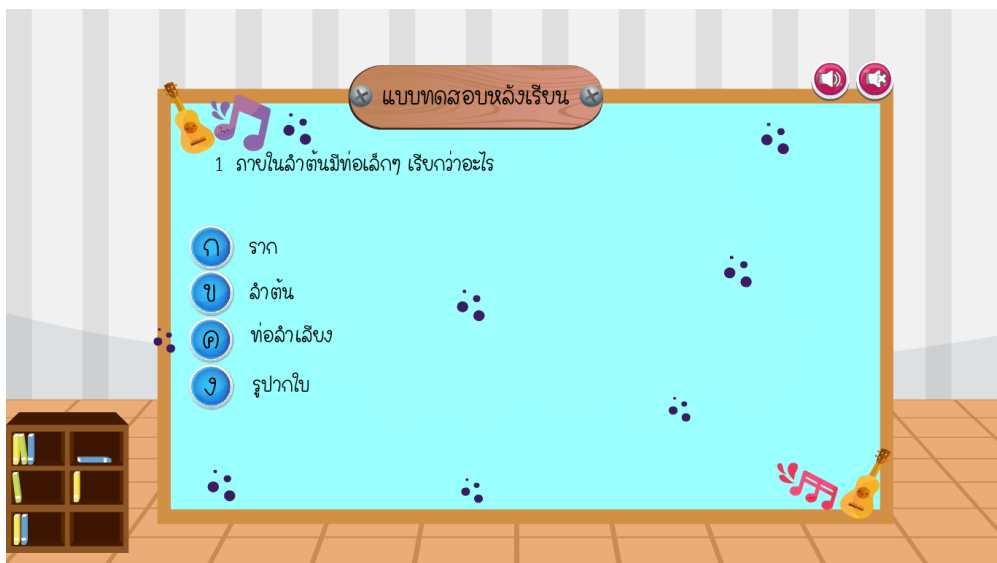 แบบทดสอบหลังเรียน
1 ภายในลำต้นมีท่อเล็กๆ เรียกว่าอะไร
ก ราก
ข ลำต้น
ค ท่อลำเลียง
ง รูปากใบ